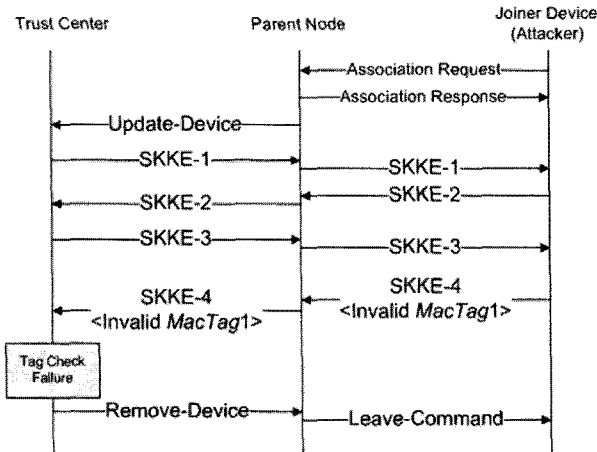 Trust Center
Parent Node
Joiner Device
(Attacker)
Association Request
Association Response
Update-Device
SKKE-1
SKKE-1
SKKE-2
SKKE-2
SKKE-3
SKKE-3
SKKE-4
<Invalid MacTag1>
SKKE-4
<Invalid MacTag1>
Tag Check
Failure
Remove-Device
Leave-Command